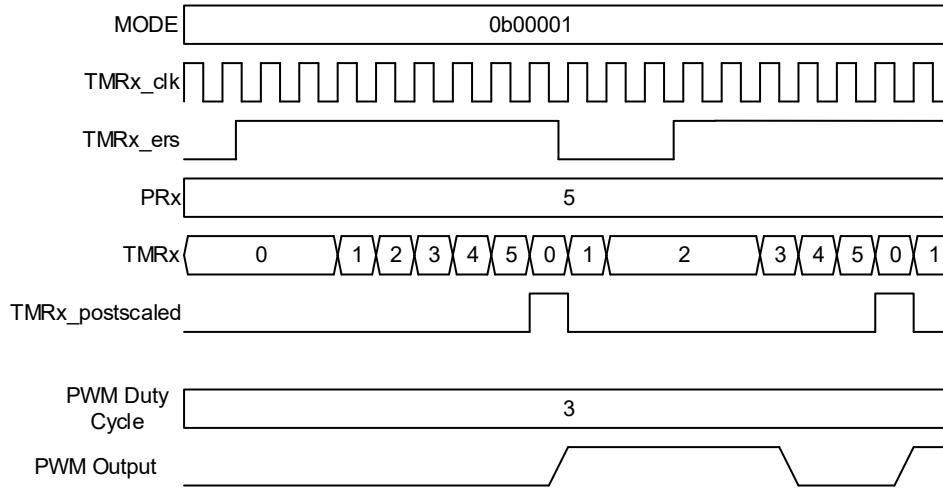 MODE 0b00001
TMRx_clk
TMRx_ers
PRx 5
TMRx 0 1 2 3 4 5 0 1 2 3 4 5 0 1
TMRx_postscaled
PWM Duty
Cycle 3
PWM Output